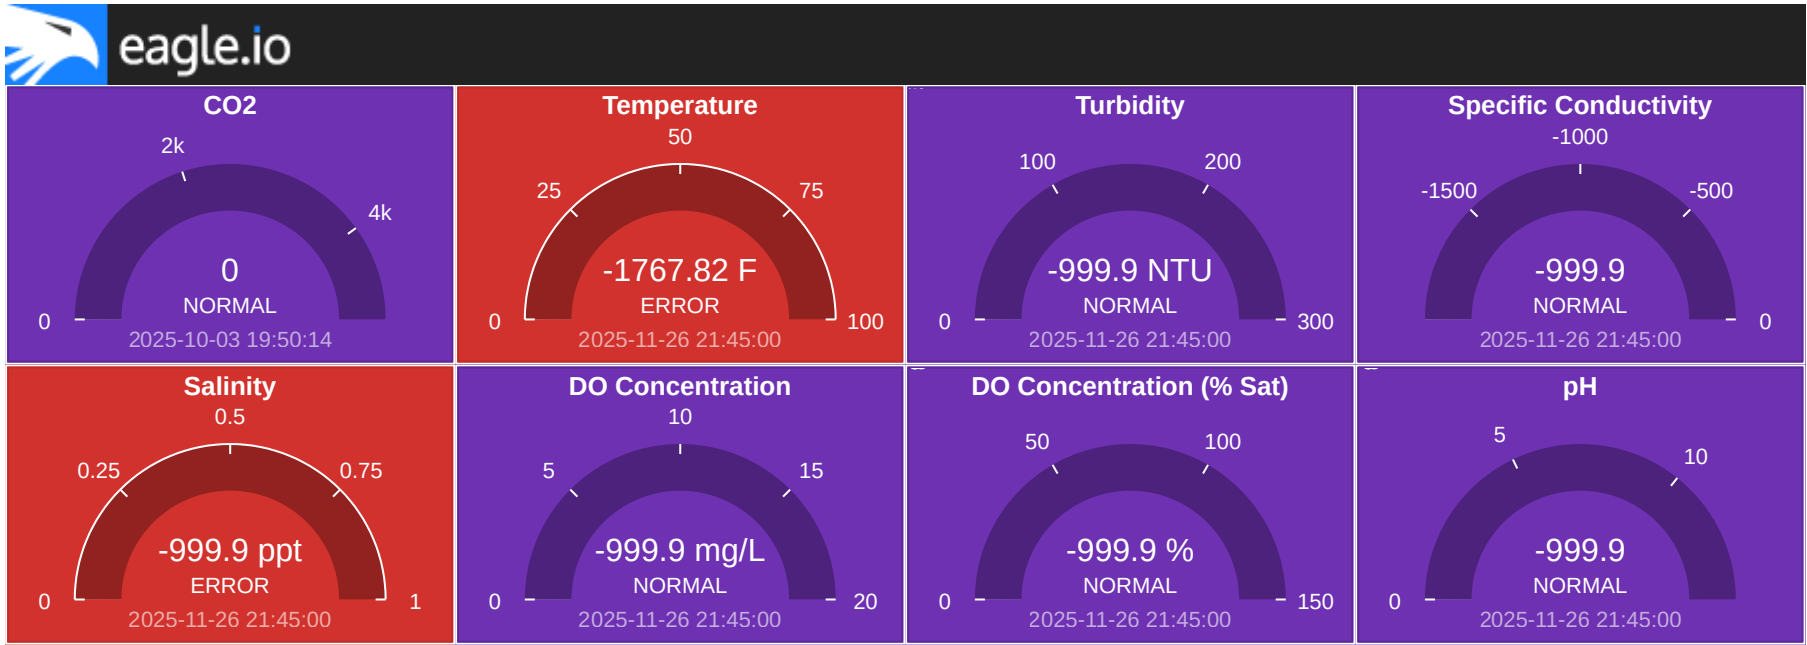 eagle.io
CO2
2k
4k
0
NORMAL
0
2025-10-03 19:50:14
Temperature
50
25
75
-1767.82 F
ERROR
0
100
2025-11-26 21:45:00
Turbidity
100
200
-999.9 NTU
NORMAL
0
300
2025-11-26 21:45:00
Specific Conductivity
-1000
-1500
-500
-999.9
NORMAL
0
2025-11-26 21:45:00
Salinity
0.5
0.25
0.75
-999.9 ppt
ERROR
0
1
2025-11-26 21:45:00
DO Concentration
10
5
15
-999.9 mg/L
NORMAL
0
20
2025-11-26 21:45:00
DO Concentration (% Sat)
50
100
-999.9 %
NORMAL
0
150
2025-11-26 21:45:00
pH
5
10
-999.9
NORMAL
0
2025-11-26 21:45:00